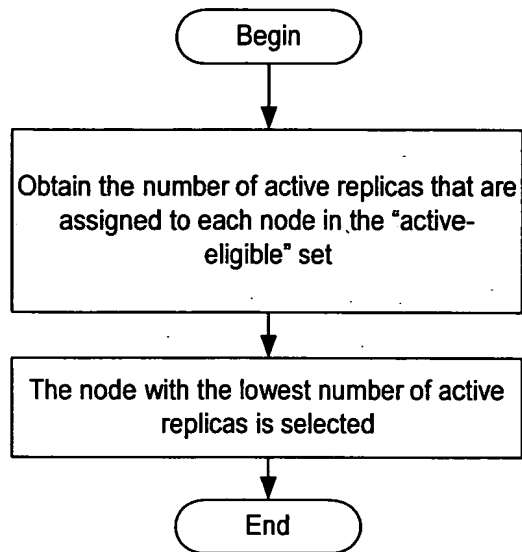 Begin
Obtain the number of active replicas that are
assigned to each node in the "active-
eligible" set
The node with the lowest number of active
replicas is selected
End